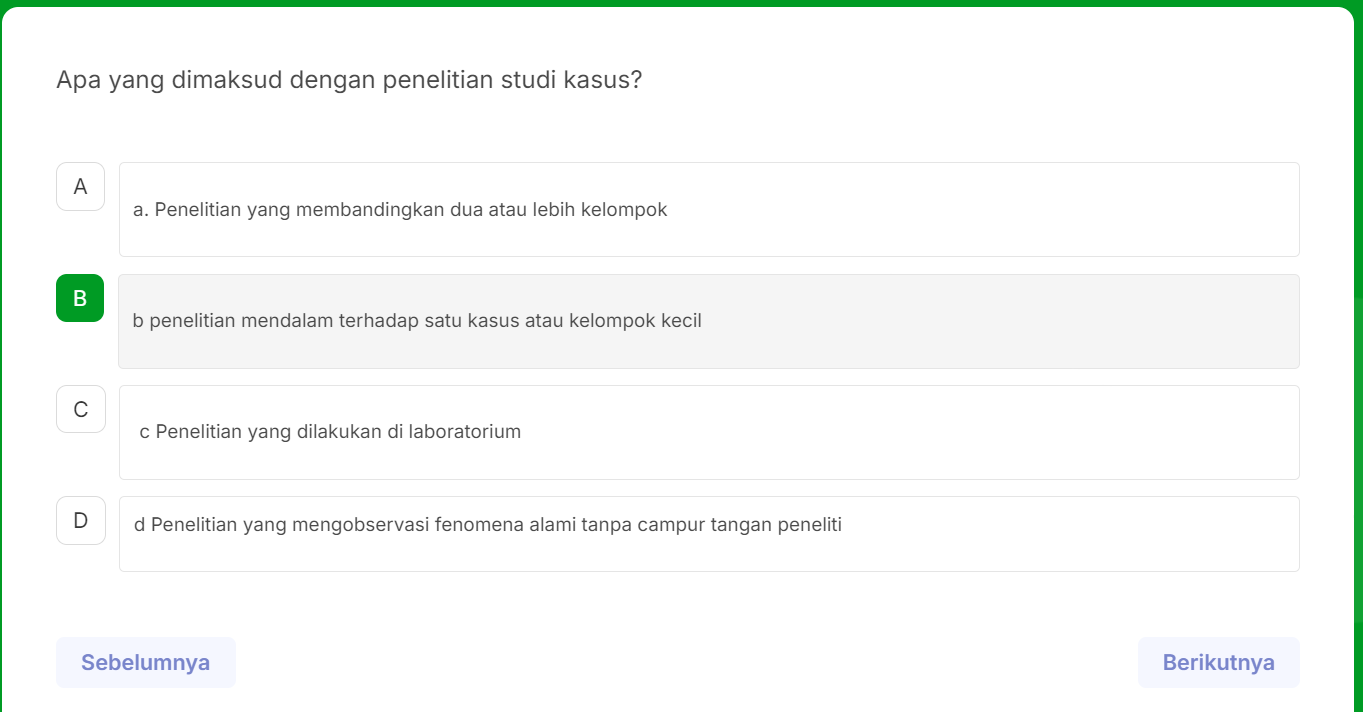 Apa yang dimaksud dengan penelitian studi kasus?
A
a. Penelitian yang membandingkan dua atau lebih kelompok
B
b penelitian mendalam terhadap satu kasus atau kelompok kecil
C
c Penelitian yang dilakukan di laboratorium
D
d Penelitian yang mengobservasi fenomena alami tanpa campur tangan peneliti
Sebelumnya
Berikutnya